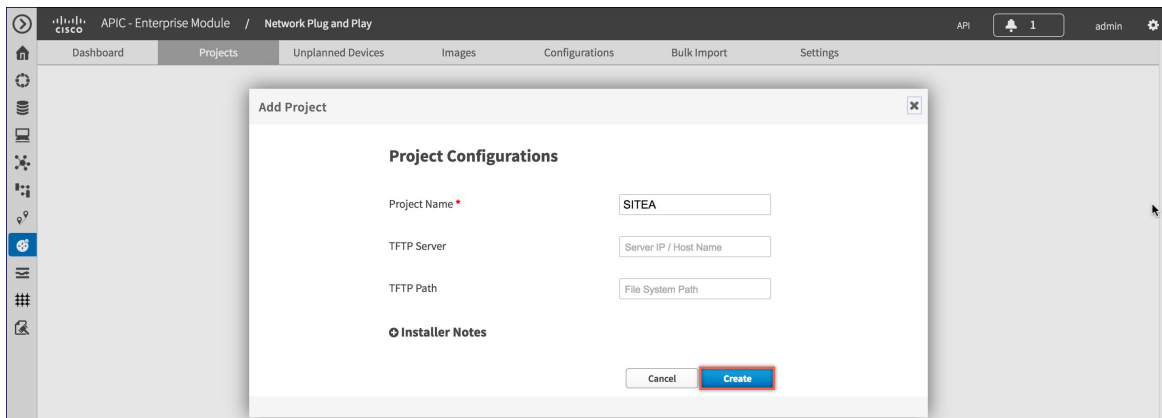 cisco APIC - Enterprise Module / Network Plug and Play API 1 admin
Dashboard Projects Unplanned Devices Images Configurations Bulk Import Settings
Add Project
Project Configurations
Project Name * SITEA
TFTP Server Server IP / Host Name
TFTP Path File System Path
Installer Notes
Cancel Create